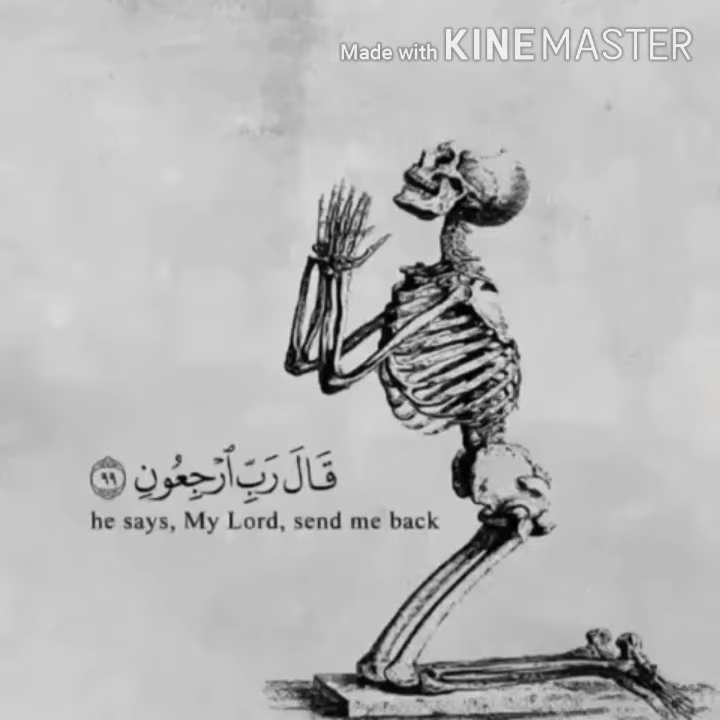 Made with KINEMASTER
قَالَ رَبِّ ٱرْجِعُونِ ٩٩
he says, My Lord, send me back